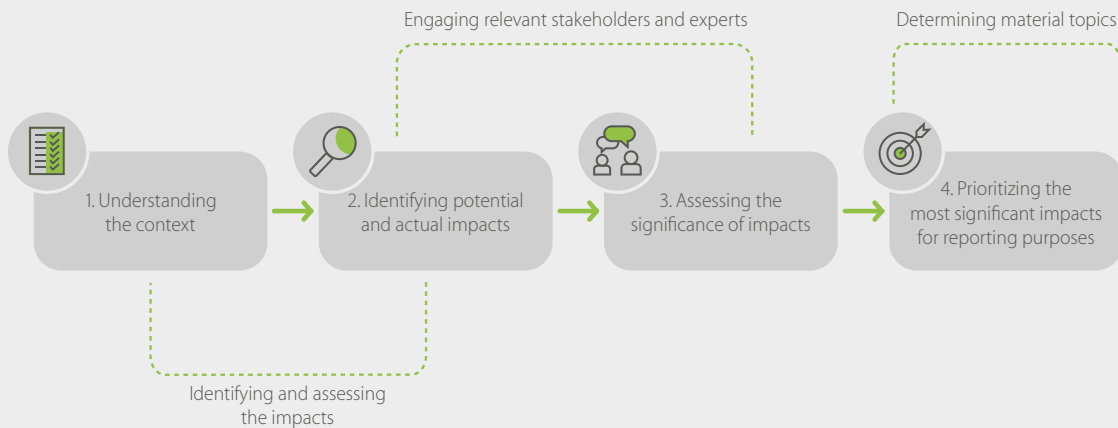 Engaging relevant stakeholders and experts
Determining material topics
1. Understanding
the context
2. Identifying potential
and actual impacts
3. Assessing the
significance of impacts
4. Prioritizing the
most significant impacts
for reporting purposes
Identifying and assessing
the impacts